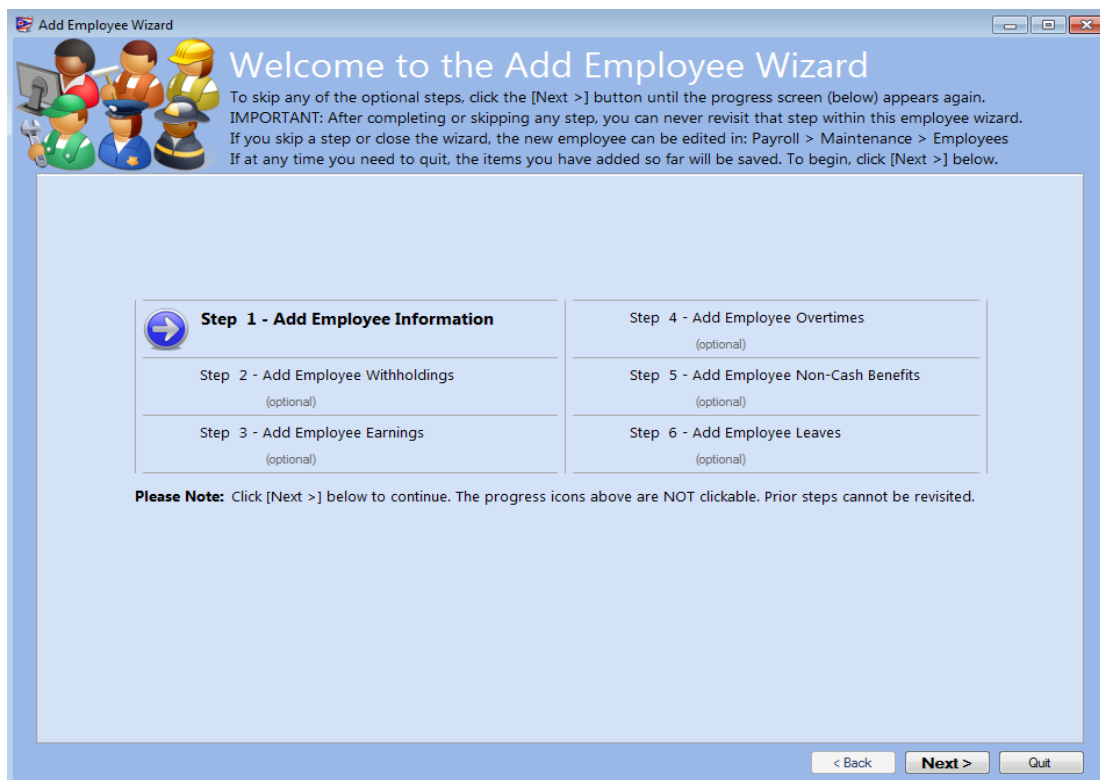 Add Employee Wizard
Welcome to the Add Employee Wizard
To skip any of the optional steps, click the [Next >] button until the progress screen (below) appears again.
IMPORTANT: After completing or skipping any step, you can never revisit that step within this employee wizard.
If you skip a step or close the wizard, the new employee can be edited in: Payroll > Maintenance > Employees
If at any time you need to quit, the items you have added so far will be saved. To begin, click [Next >] below.
Step 1 - Add Employee Information
Step 2 - Add Employee Withholdings
(optional)
Step 3 - Add Employee Earnings
(optional)
Step 4 - Add Employee Overtimes
(optional)
Step 5 - Add Employee Non-Cash Benefits
(optional)
Step 6 - Add Employee Leaves
(optional)
Please Note: Click [Next >] below to continue. The progress icons above are NOT clickable. Prior steps cannot be revisited.
< Back
Next >
Quit